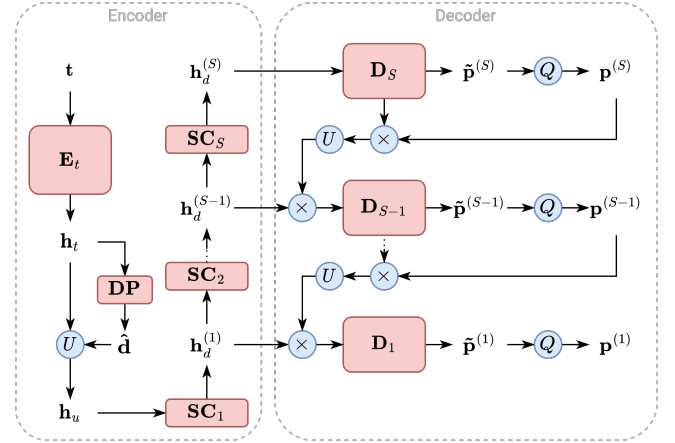 Encoder
Decoder
t
E_t
h_t
DP
d̂
U
h_u
SC_1
h_d^(1)
SC_2
h_d^(S−1)
SC_S
h_d^(S)
D_S
p̃^(S)
Q
p^(S)
U
×
×
D_{S−1}
p̃^(S−1)
Q
p^(S−1)
U
×
×
D_1
p̃^(1)
Q
p^(1)